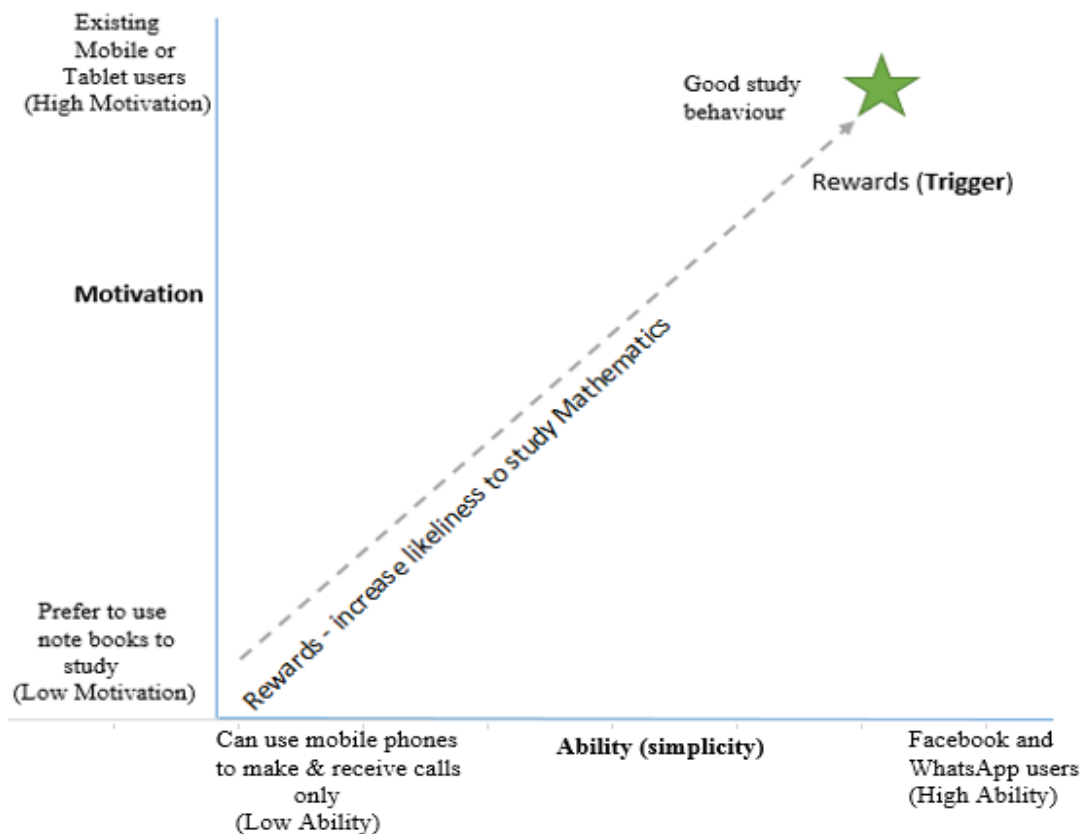 Existing
Mobile or
Tablet users
(High Motivation)
Good study
behaviour
Rewards (Trigger)
Motivation
Rewards - increase likeliness to study Mathematics
Prefer to use
note books to
study
(Low Motivation)
Can use mobile phones
to make & receive calls
only
(Low Ability)
Ability (simplicity)
Facebook and
WhatsApp users
(High Ability)